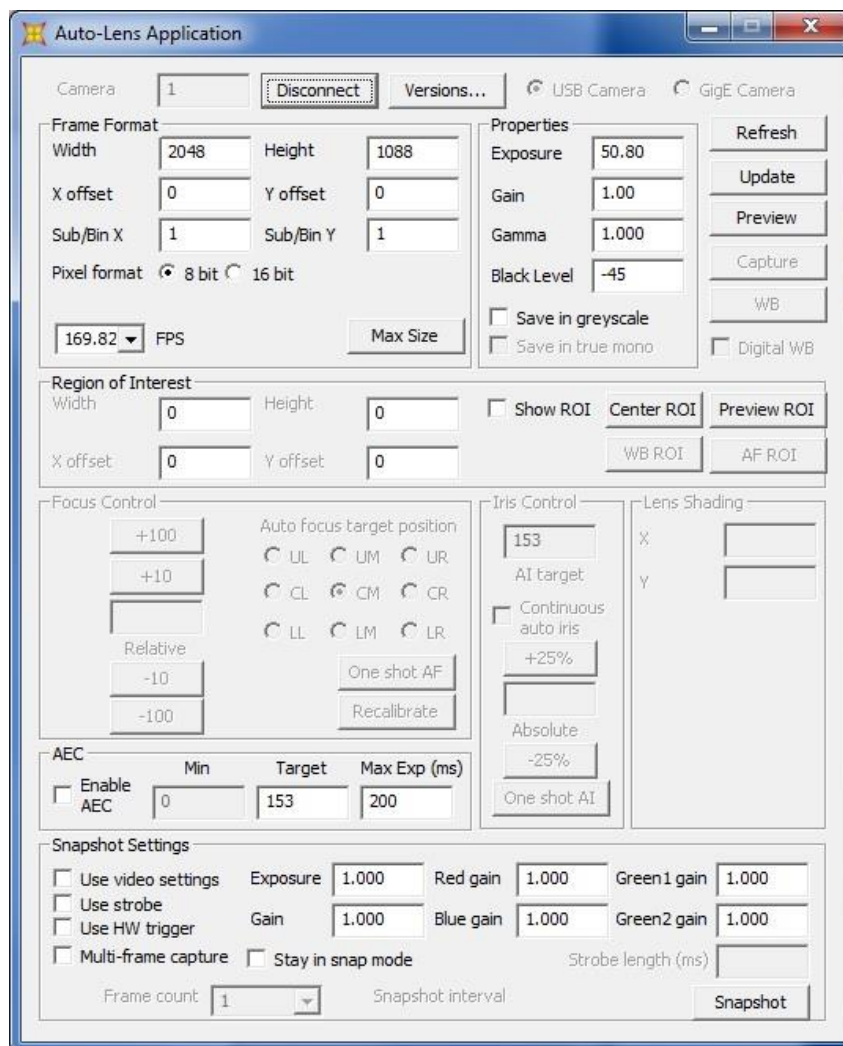 Auto-Lens Application
Camera 1 Disconnect Versions... USB Camera GigE Camera
Frame Format
Width 2048 Height 1088
X offset 0 Y offset 0
Sub/Bin X 1 Sub/Bin Y 1
Pixel format 8 bit 16 bit
169.82 FPS Max Size
Properties
Exposure 50.80
Gain 1.00
Gamma 1.000
Black Level -45
Save in greyscale
Save in true mono
Refresh
Update
Preview
Capture
WB
Digital WB
Region of Interest
Width 0 Height 0 Show ROI Center ROI Preview ROI
X offset 0 Y offset 0 WB ROI AF ROI
Focus Control
+100
+10
Relative
-10
-100
Auto focus target position
UL UM UR
CL CM CR
LL LM LR
One shot AF
Recalibrate
Iris Control
153
AI target
Continuous
auto iris
+25%
Absolute
-25%
One shot AI
Lens Shading
X
Y
AEC
Min Target Max Exp (ms)
Enable
AEC 0 153 200
Snapshot Settings
Use video settings Exposure 1.000 Red gain 1.000 Green1 gain 1.000
Use strobe
Use HW trigger Gain 1.000 Blue gain 1.000 Green2 gain 1.000
Multi-frame capture Stay in snap mode Strobe length (ms)
Frame count 1 Snapshot interval Snapshot